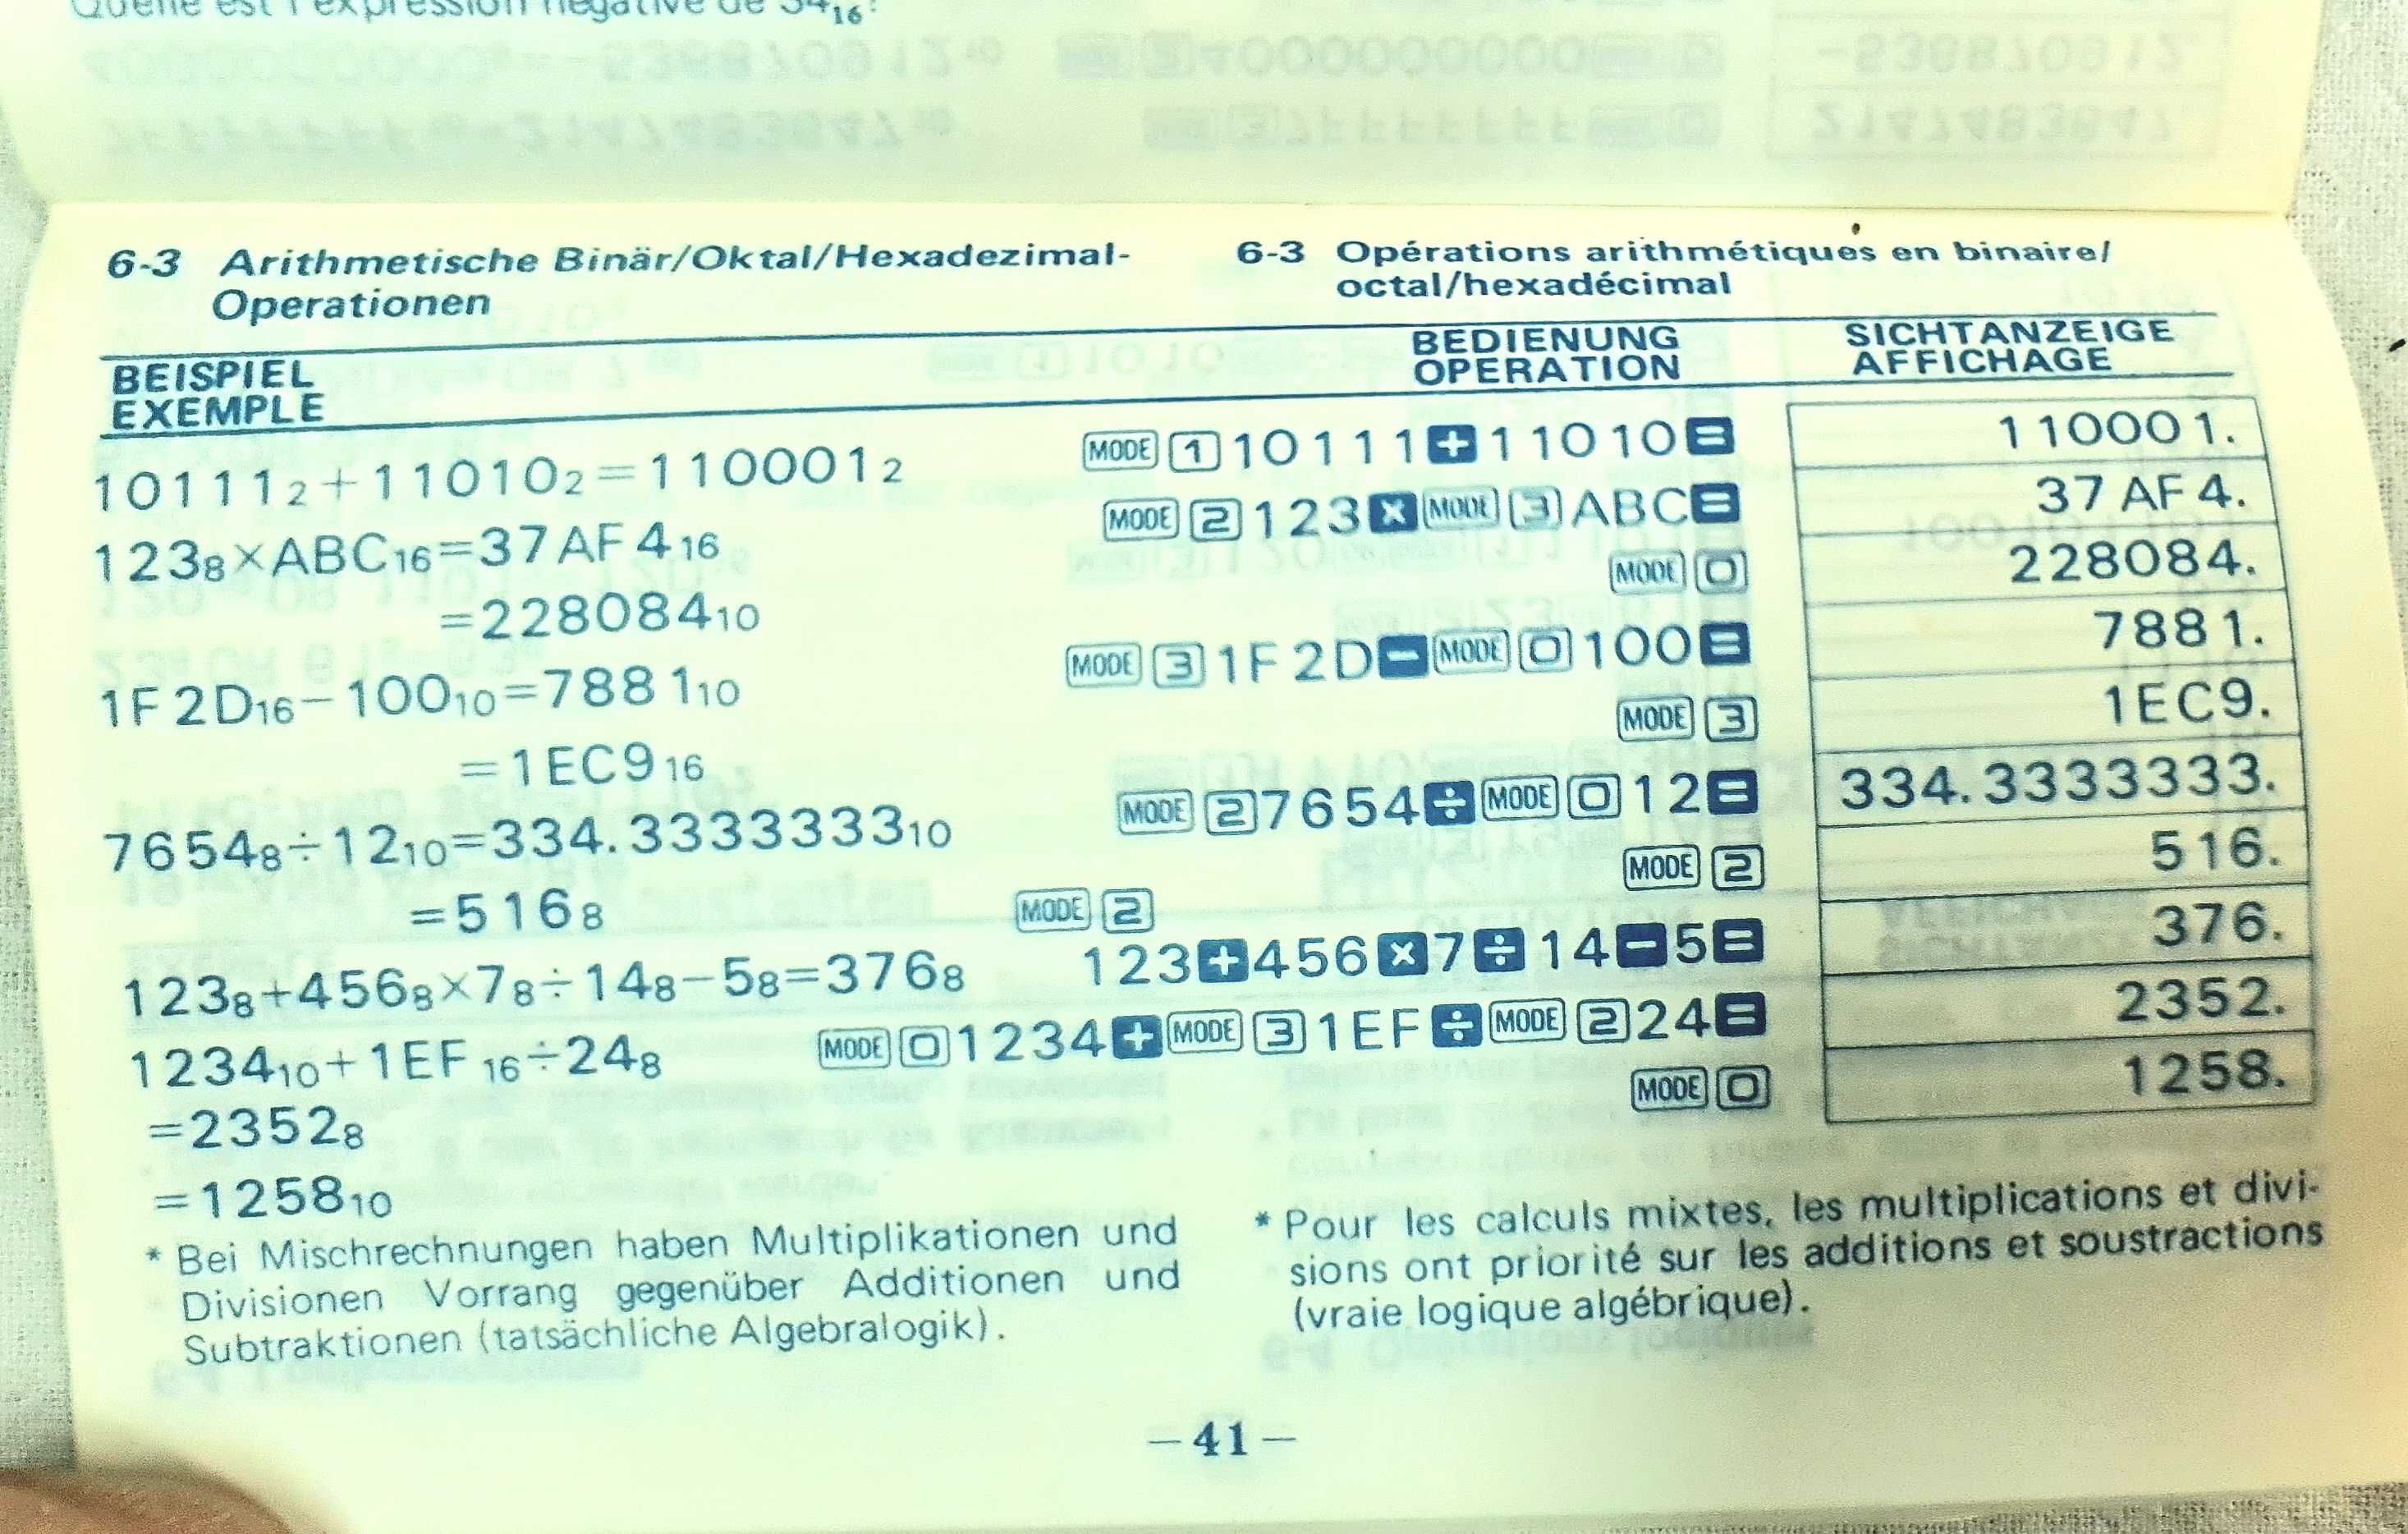 Quelle est l'expression négative de 34₁₆?
6-3 Arithmetische Binär/Oktal/Hexadezimal-
Operationen
6-3 Opérations arithmétiques en binaire/
octal/hexadécimal
BEISPIEL
EXEMPLE
BEDIENUNG
OPERATION
SICHTANZEIGE
AFFICHAGE
10111₂+11010₂=110001₂ MODE 1 10111+11010= 110001.
123₈×ABC₁₆=37AF4₁₆ MODE 2 123×MODE 3 ABC= 37AF4.
=228084₁₀ MODE 0 228084.
1F2D₁₆−100₁₀=7881₁₀ MODE 3 1F2D−MODE 0 100= 7881.
=1EC9₁₆ MODE 3 1EC9.
7654₈÷12₁₀=334.3333333₁₀ MODE 2 7654÷MODE 0 12= 334.3333333.
=516₈ MODE 2 516.
MODE 2
123₈+456₈×7₈÷14₈−5₈=376₈ 123+456×7÷14−5= 376.
1234₁₀+1EF₁₆÷24₈ MODE 0 1234+MODE 3 1EF÷MODE 2 24= 2352.
=2352₈ MODE 0 1258.
=1258₁₀
* Bei Mischrechnungen haben Multiplikationen und
Divisionen Vorrang gegenüber Additionen und
Subtraktionen (tatsächliche Algebralogik).
* Pour les calculs mixtes, les multiplications et divi-
sions ont priorité sur les additions et soustractions
(vraie logique algébrique).
—41—